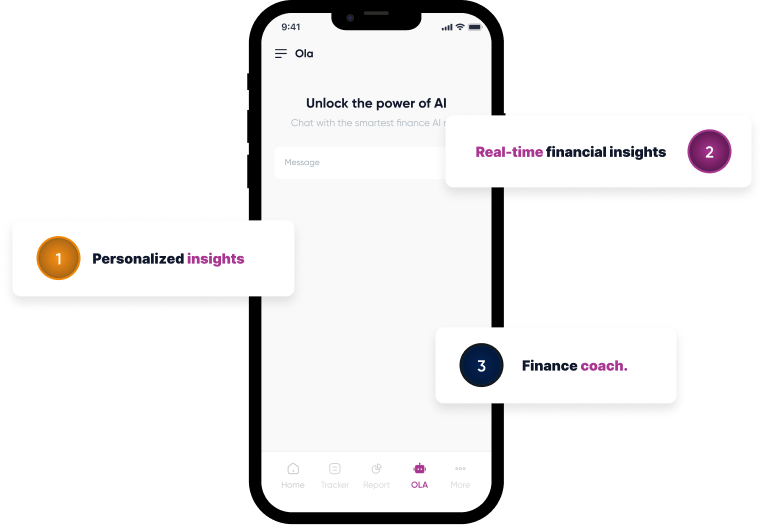 9:41
Ola
Unlock the power of AI
Chat with the smartest finance AI
Message
Real-time financial insights 2
1 Personalized insights
3 Finance coach.
Home Tracker Report OLA More